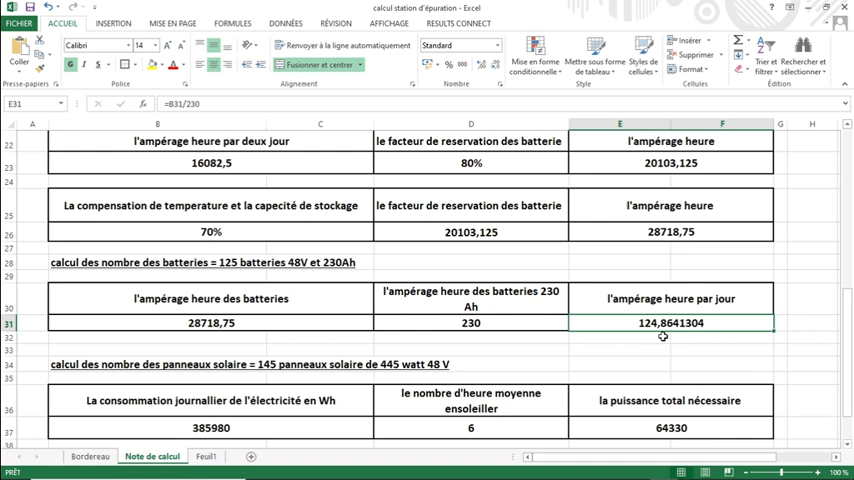 calcul station d'épuration - Excel
FICHIER ACCUEIL INSERTION MISE EN PAGE FORMULES DONNÉES RÉVISION AFFICHAGE RESULTS CONNECT
Coller
Calibri 14
G I S
Renvoyer à la ligne automatiquement
Fusionner et centrer
Standard
% 000
Mise en forme conditionnelle
Mettre sous forme de tableau
Styles de cellules
Insérer
Supprimer
Format
Trier et filtrer
Rechercher et sélectionner
Presse-papiers Police Alignement Nombre Style Cellules Édition
E31 fx =B31/230
A B C D E F G H
22 l'ampérage heure par deux jour le facteur de reservation des batterie l'ampérage heure
23 16082,5 80% 20103,125
24
25 La compensation de temperature et la capecité de stockage le facteur de reservation des batterie l'ampérage heure
26 70% 20103,125 28718,75
27
28 calcul des nombre des batteries = 125 batteries 48V et 230Ah
29
30 l'ampérage heure des batteries l'ampérage heure des batteries 230 Ah l'ampérage heure par jour
31 28718,75 230 124,8641304
32
33
34 calcul des nombre des panneaux solaire = 145 panneaux solaire de 445 watt 48 V
35
36 La consommation journallier de l'électricité en Wh le nombre d'heure moyenne ensoleiller la puissance total nécessaire
37 385980 6 64330
38
Bordereau Note de calcul Feuil1
PRÊT 100 %